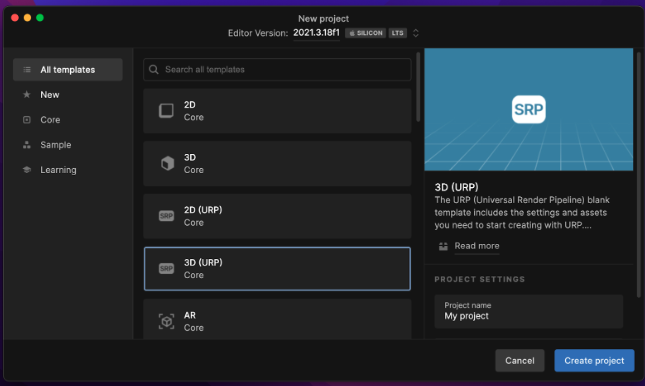 New project
Editor Version: 2021.3.18f1 SILICON LTS
All templates
New
Core
Sample
Learning
Search all templates
2D
Core
3D
Core
SRP
2D (URP)
Core
SRP
3D (URP)
Core
AR
Core
SRP
3D (URP)
The URP (Universal Render Pipeline) blank
template includes the settings and assets
you need to start creating with URP....
Read more
PROJECT SETTINGS
Project name
My project
Cancel
Create project